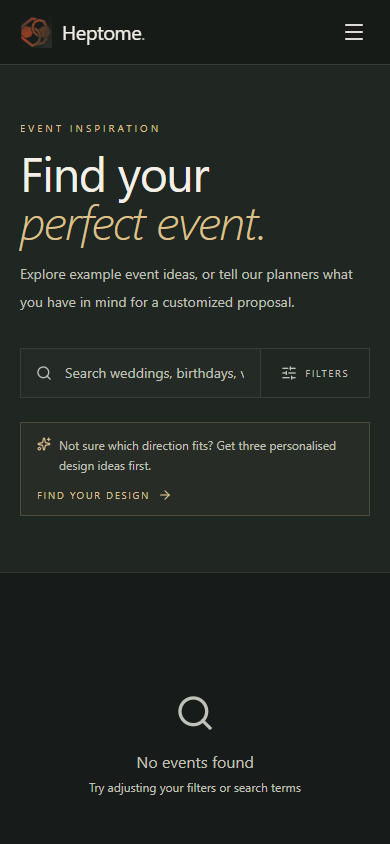 Heptome.
EVENT INSPIRATION
Find your
perfect event.
Explore example event ideas, or tell our planners what
you have in mind for a customized proposal.
Search weddings, birthdays,
FILTERS
Not sure which direction fits? Get three personalised
design ideas first.
FIND YOUR DESIGN
No events found
Try adjusting your filters or search terms